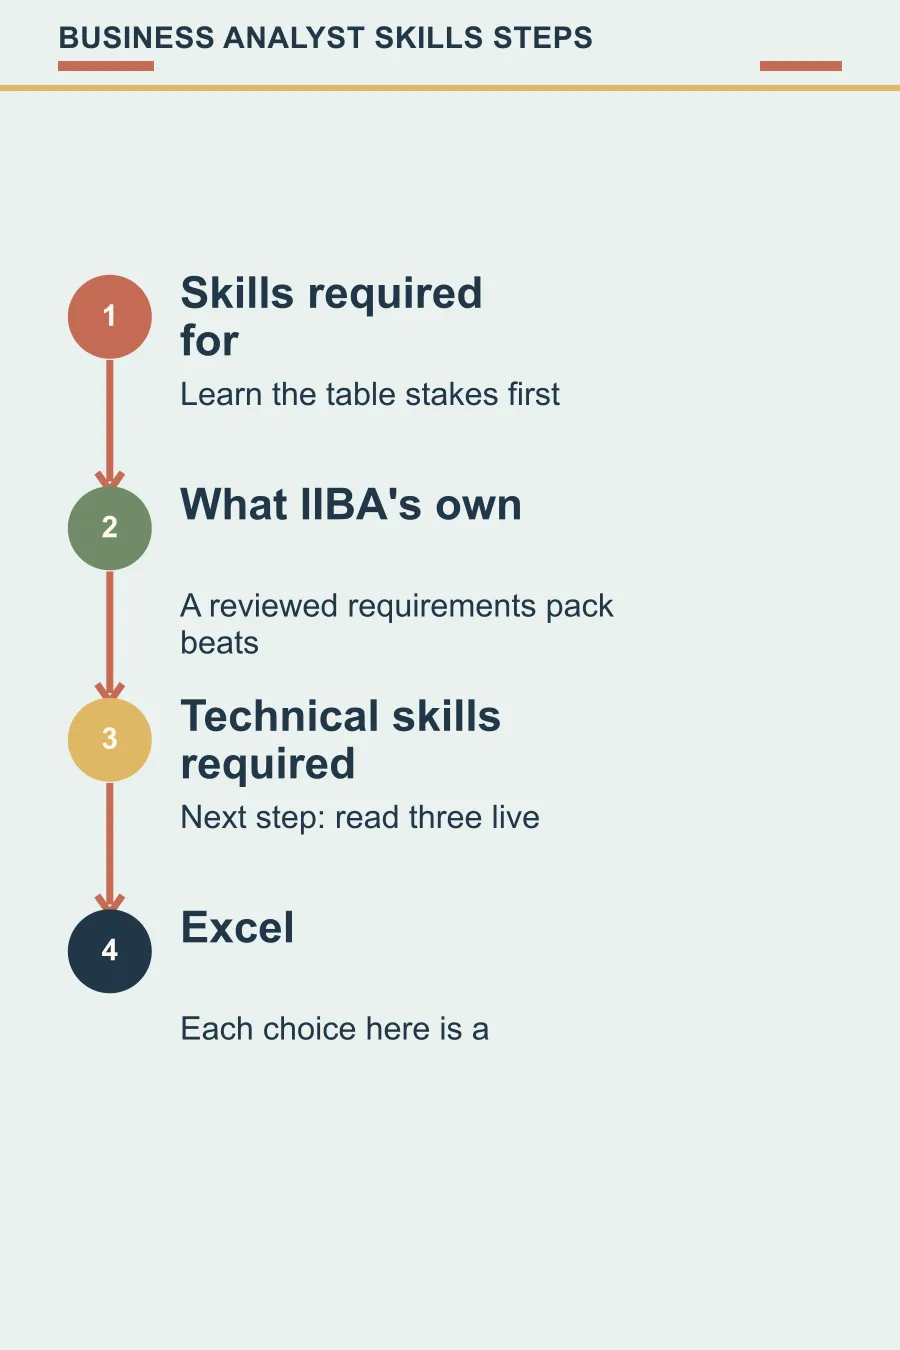 BUSINESS ANALYST SKILLS STEPS
1
Skills required
for
Learn the table stakes first
2
What IIBA's own
A reviewed requirements pack
beats
3
Technical skills
required
Next step: read three live
4
Excel
Each choice here is a